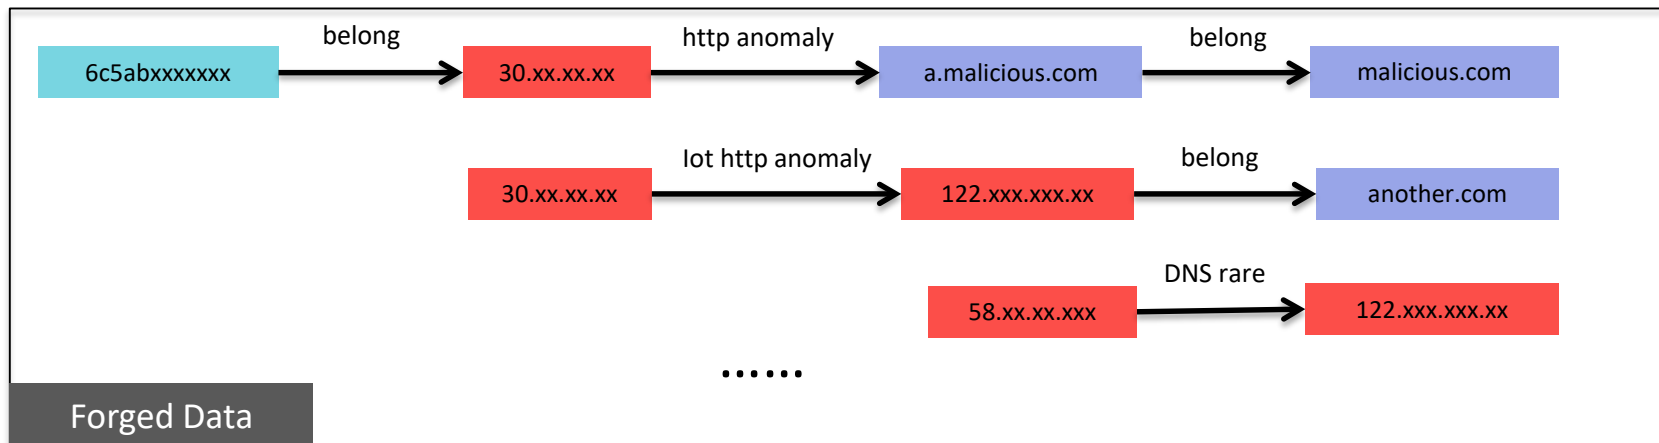 belong http anomaly belong
6c5abxxxxxxx 30.xx.xx.xx a.malicious.com malicious.com
Iot http anomaly belong
30.xx.xx.xx 122.xxx.xxx.xx another.com
DNS rare
58.xx.xx.xxx 122.xxx.xxx.xx
......
Forged Data